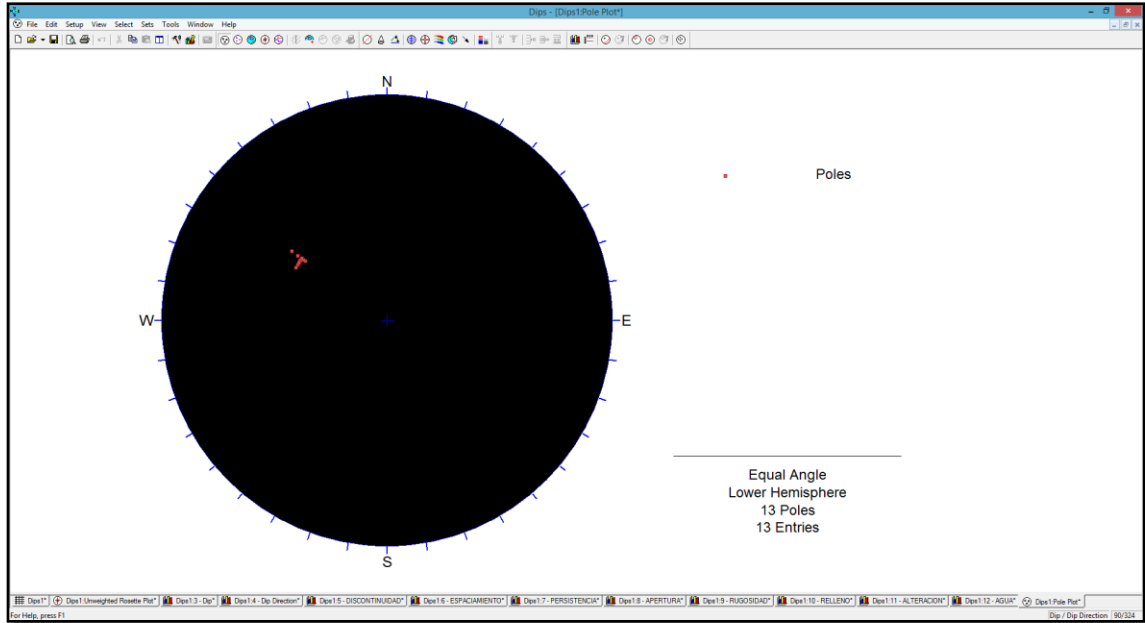 Dips - [Dips1:Pole Plot*]
File Edit Setup View Select Sets Tools Window Help
N
Poles
W
E
Equal Angle
Lower Hemisphere
13 Poles
13 Entries
S
Dips1* Dips1:Unweighted Rosette Plot* Dips1:3 - Dip* Dips1:4 - Dip Direction* Dips1:5 - DISCONTINUIDAD* Dips1:6 - ESPACIAMIENTO* Dips1:7 - PERSISTENCIA* Dips1:8 - APERTURA* Dips1:9 - RUGOSIDAD* Dips1:10 - RELLENO* Dips1:11 - ALTERACION* Dips1:12 - AGUA* Dips1:Pole Plot*
For Help, press F1 Dip / Dip Direction 90/324